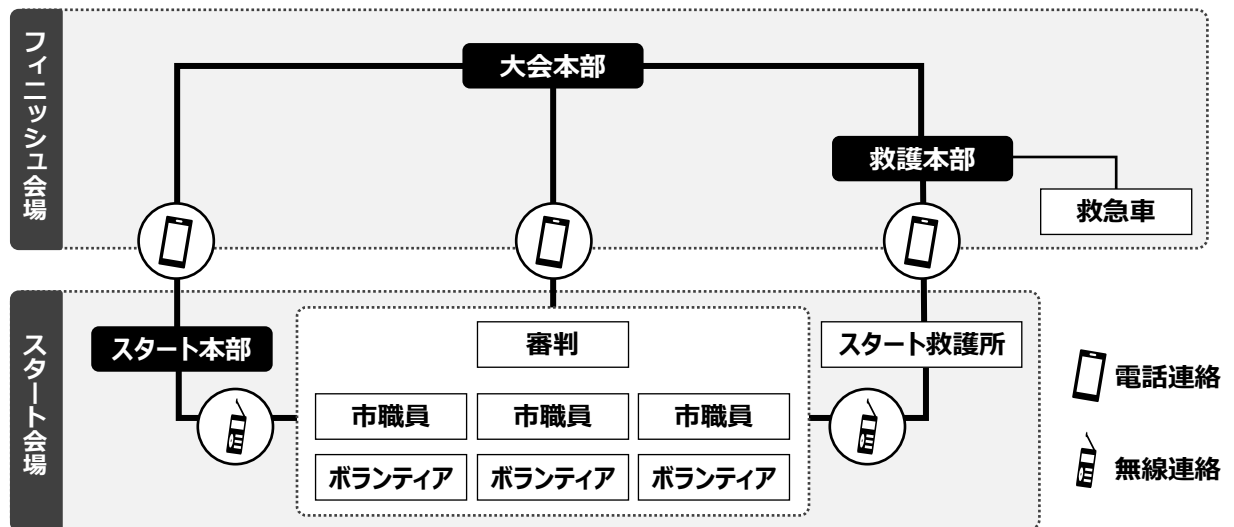 フィニッシュ会場
大会本部
救護本部
救急車
スタート会場
スタート本部
審判
スタート救護所
市職員
市職員
市職員
ボランティア
ボランティア
ボランティア
電話連絡
無線連絡